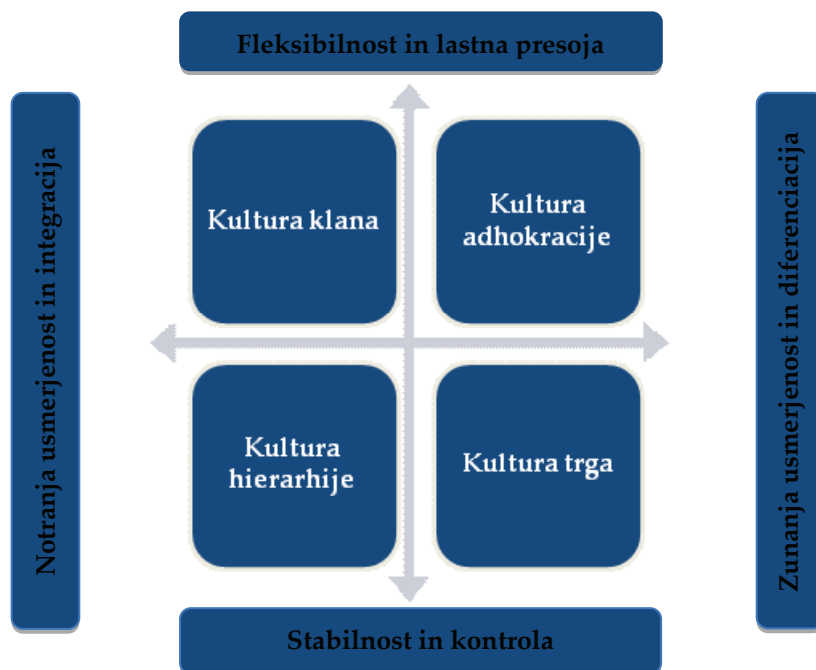 Fleksibilnost in lastna presoja
Notranja usmerjenost in integracija
Kultura klana
Kultura
adhokracije
Zunanja usmerjenost in diferenciacija
Kultura
hierarhije
Kultura trga
Stabilnost in kontrola